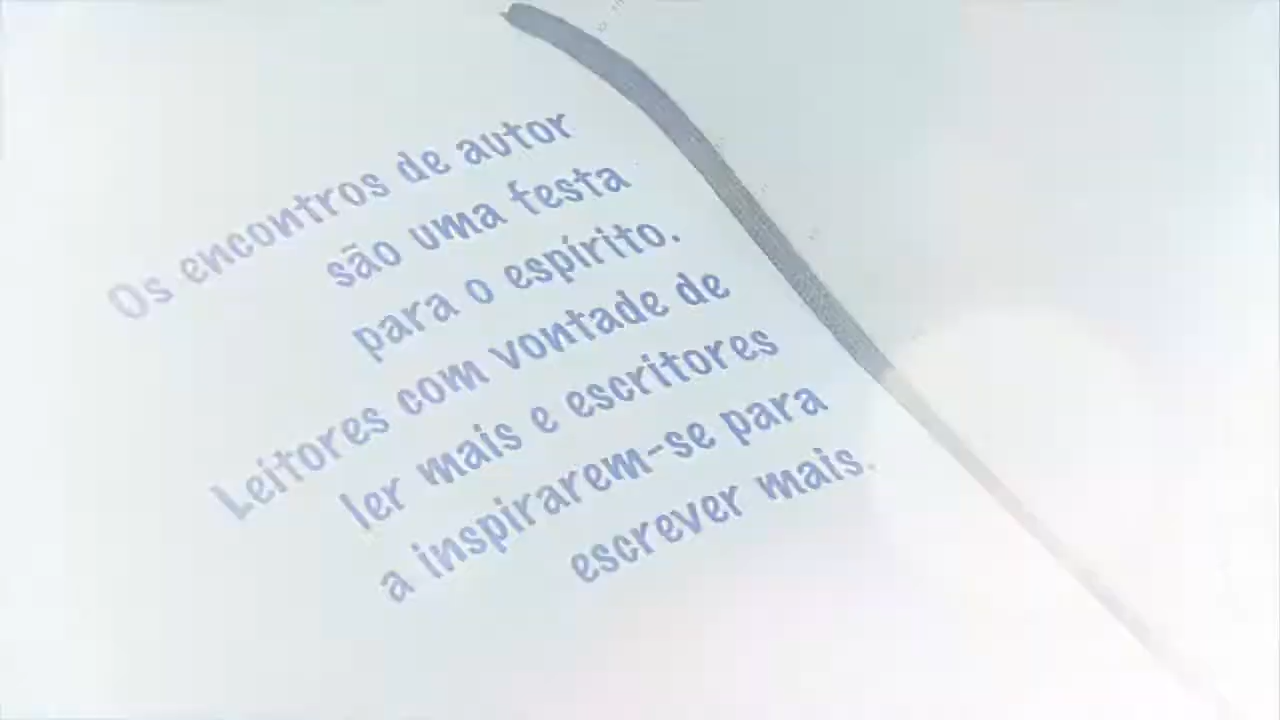 Os encontros de autor
são uma festa
para o espírito.
Leitores com vontade de
ler mais e escritores
a inspirarem-se para
escrever mais.